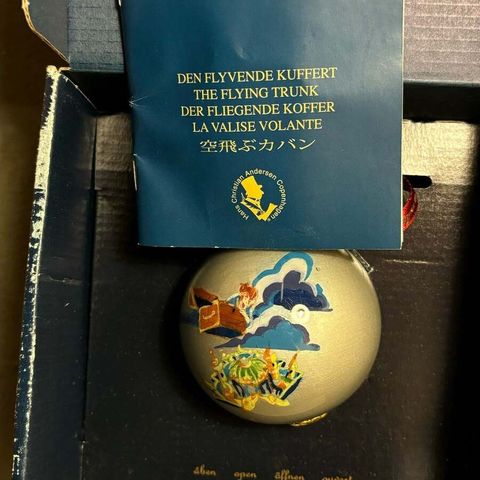 DEN FLYVENDE KUFFERT
THE FLYING TRUNK
DER FLIEGENDE KOFFER
LA VALISE VOLANTE
空飛ぶカバン
Hans Christian Andersen Copenhagen
åben open öffnen